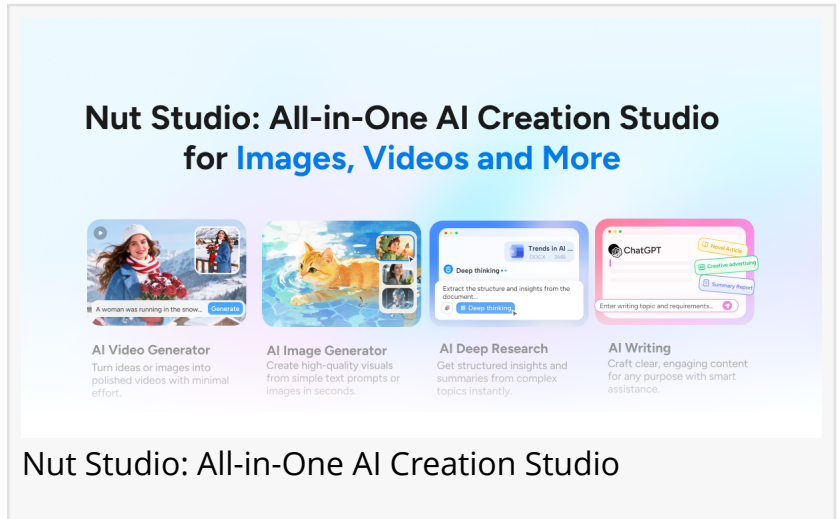 Nut Studio: All-in-One AI Creation Studio
for Images, Videos and More
A woman was running in the snow... Generate
Trends in AI ...
DOCX 5MB
Deep thinking
Extract the structure and insights from the
document...
Deep thinking
ChatGPT
Novel Article
Creative advertising
Summary Report
Enter writing topic and requirements...
AI Video Generator
Turn ideas or images into
polished videos with minimal
effort.
AI Image Generator
Create high-quality visuals
from simple text prompts or
images in seconds.
AI Deep Research
Get structured insights and
summaries from complex
topics instantly.
AI Writing
Craft clear, engaging content
for any purpose with smart
assistance.
Nut Studio: All-in-One AI Creation Studio